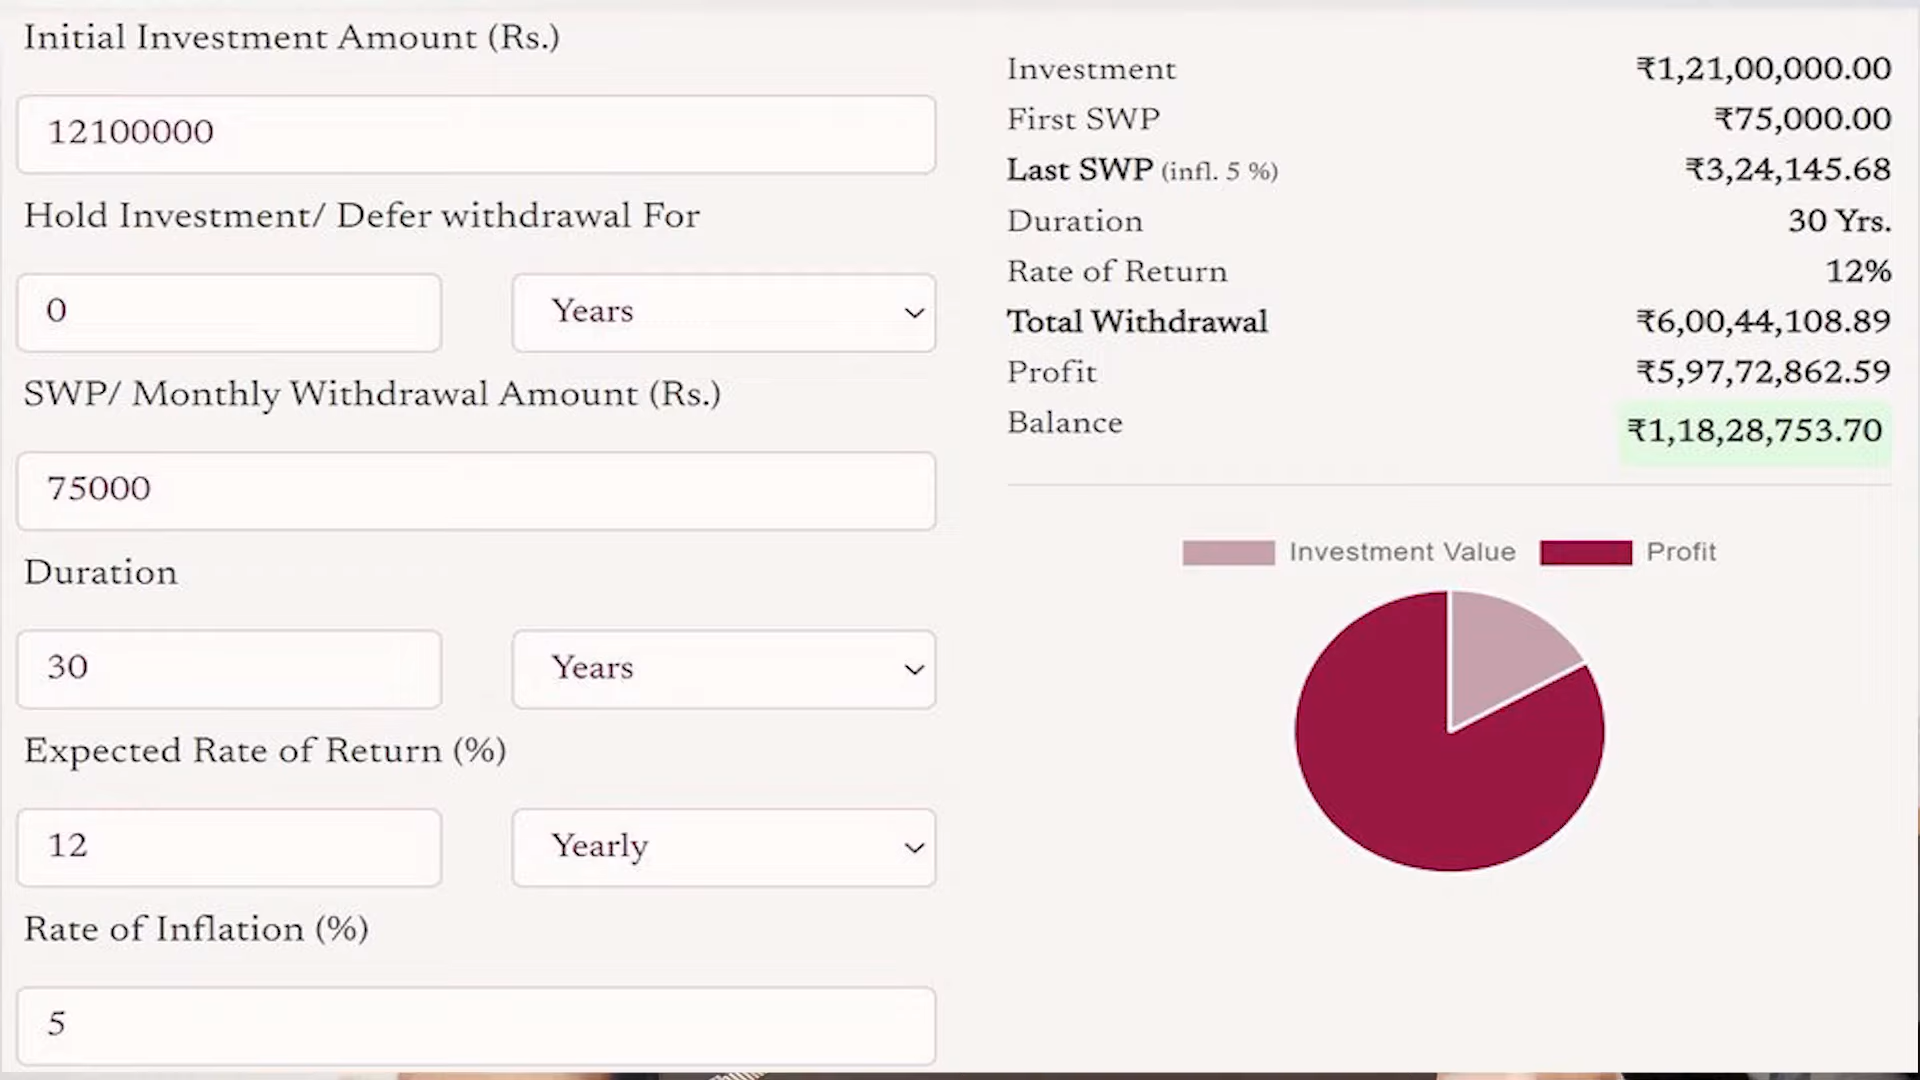 Initial Investment Amount (Rs.)
12100000
Hold Investment/ Defer withdrawal For
0
Years
SWP/ Monthly Withdrawal Amount (Rs.)
75000
Duration
30
Years
Expected Rate of Return (%)
12
Yearly
Rate of Inflation (%)
5
Investment ₹1,21,00,000.00
First SWP ₹75,000.00
Last SWP (infl. 5 %) ₹3,24,145.68
Duration 30 Yrs.
Rate of Return 12%
Total Withdrawal ₹6,00,44,108.89
Profit ₹5,97,72,862.59
Balance ₹1,18,28,753.70
Investment Value Profit